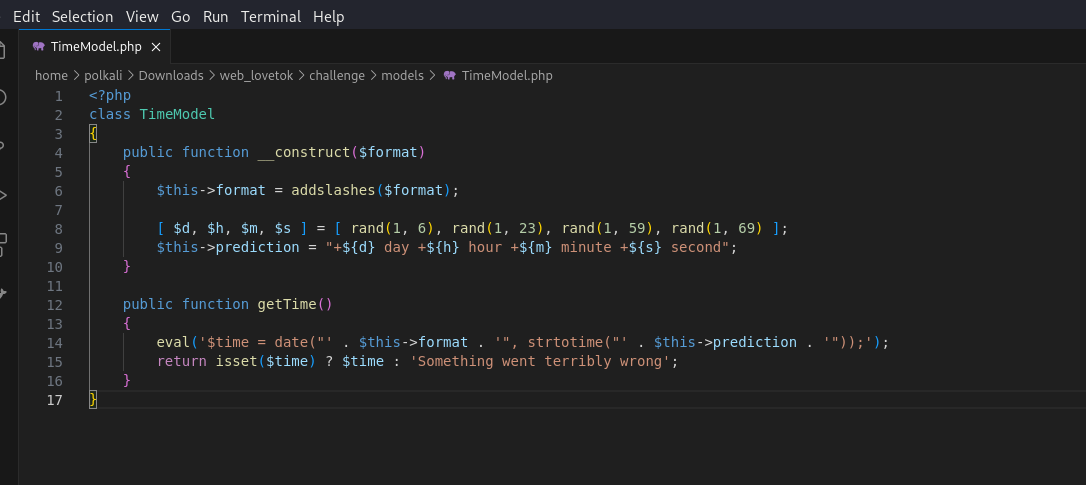 Edit Selection View Go Run Terminal Help
TimeModel.php ×
home > polkali > Downloads > web_lovetok > challenge > models > TimeModel.php
1 <?php
2 class TimeModel
3 {
4     public function __construct($format)
5     {
6         $this->format = addslashes($format);
7
8         [ $d, $h, $m, $s ] = [ rand(1, 6), rand(1, 23), rand(1, 59), rand(1, 69) ];
9         $this->prediction = "+${d} day +${h} hour +${m} minute +${s} second";
10     }
11
12     public function getTime()
13     {
14         eval('$time = date("' . $this->format . '", strtotime("' . $this->prediction . '"));');
15         return isset($time) ? $time : 'Something went terribly wrong';
16     }
17 }